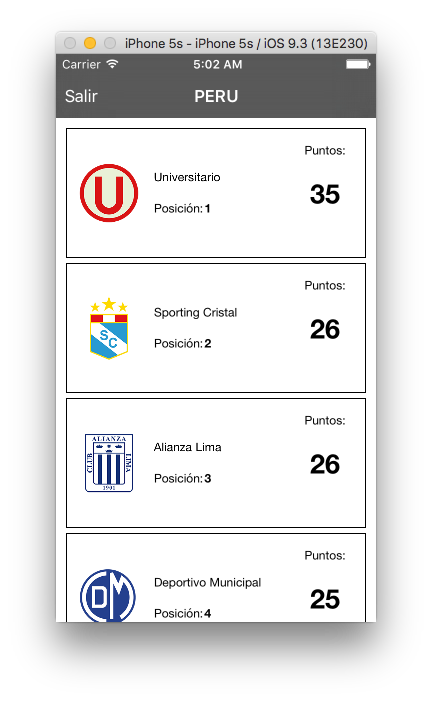 iPhone 5s - iPhone 5s / iOS 9.3 (13E230)
Carrier 5:02 AM
Salir PERU
Puntos:
U Universitario 35
Posición: 1
Puntos:
Sporting Cristal
SC 26
Posición: 2
Puntos:
ALIANZA
Alianza Lima
CLUB LIMA 26
Posición: 3
1901
Puntos:
Deportivo Municipal
DM 25
Posición: 4